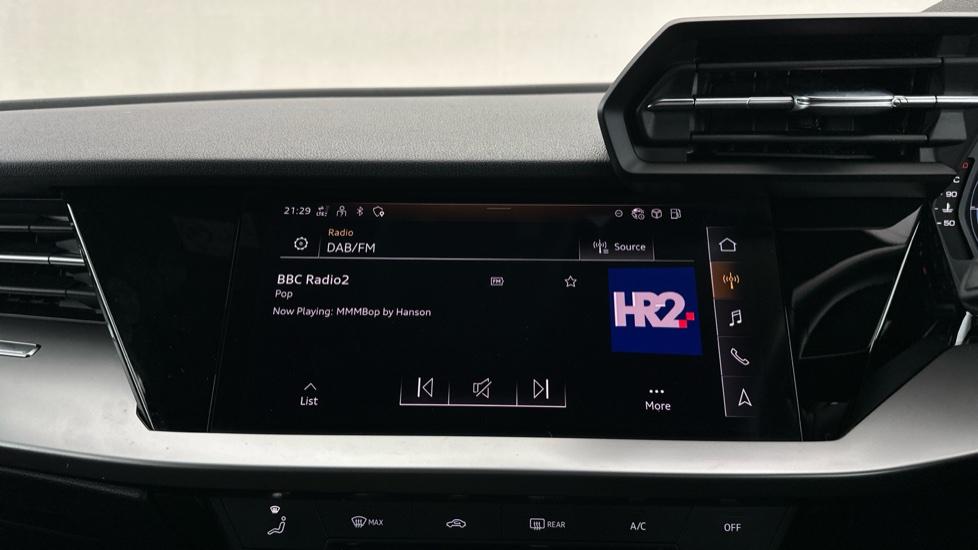 21:29 LTE
Radio
DAB/FM
Source
BBC Radio2
FM
Pop
Now Playing: MMMBop by Hanson
HR2
List
More
90
50
MAX
REAR
A/C
OFF